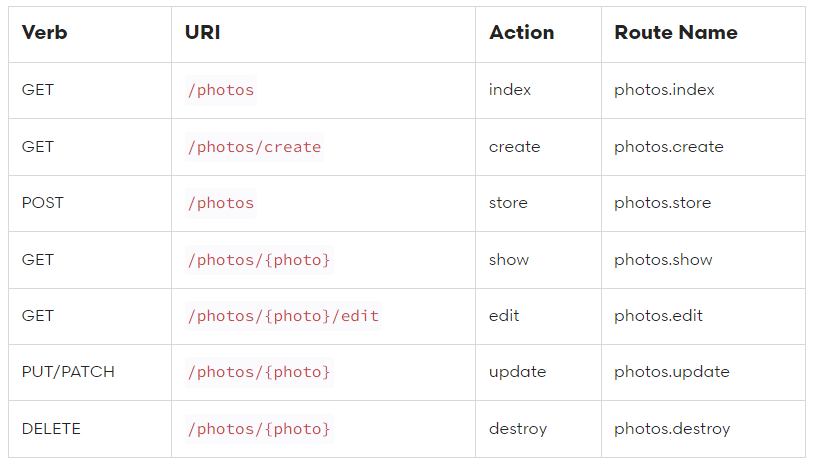 Verb URI Action Route Name
GET /photos index photos.index
GET /photos/create create photos.create
POST /photos store photos.store
GET /photos/{photo} show photos.show
GET /photos/{photo}/edit edit photos.edit
PUT/PATCH /photos/{photo} update photos.update
DELETE /photos/{photo} destroy photos.destroy